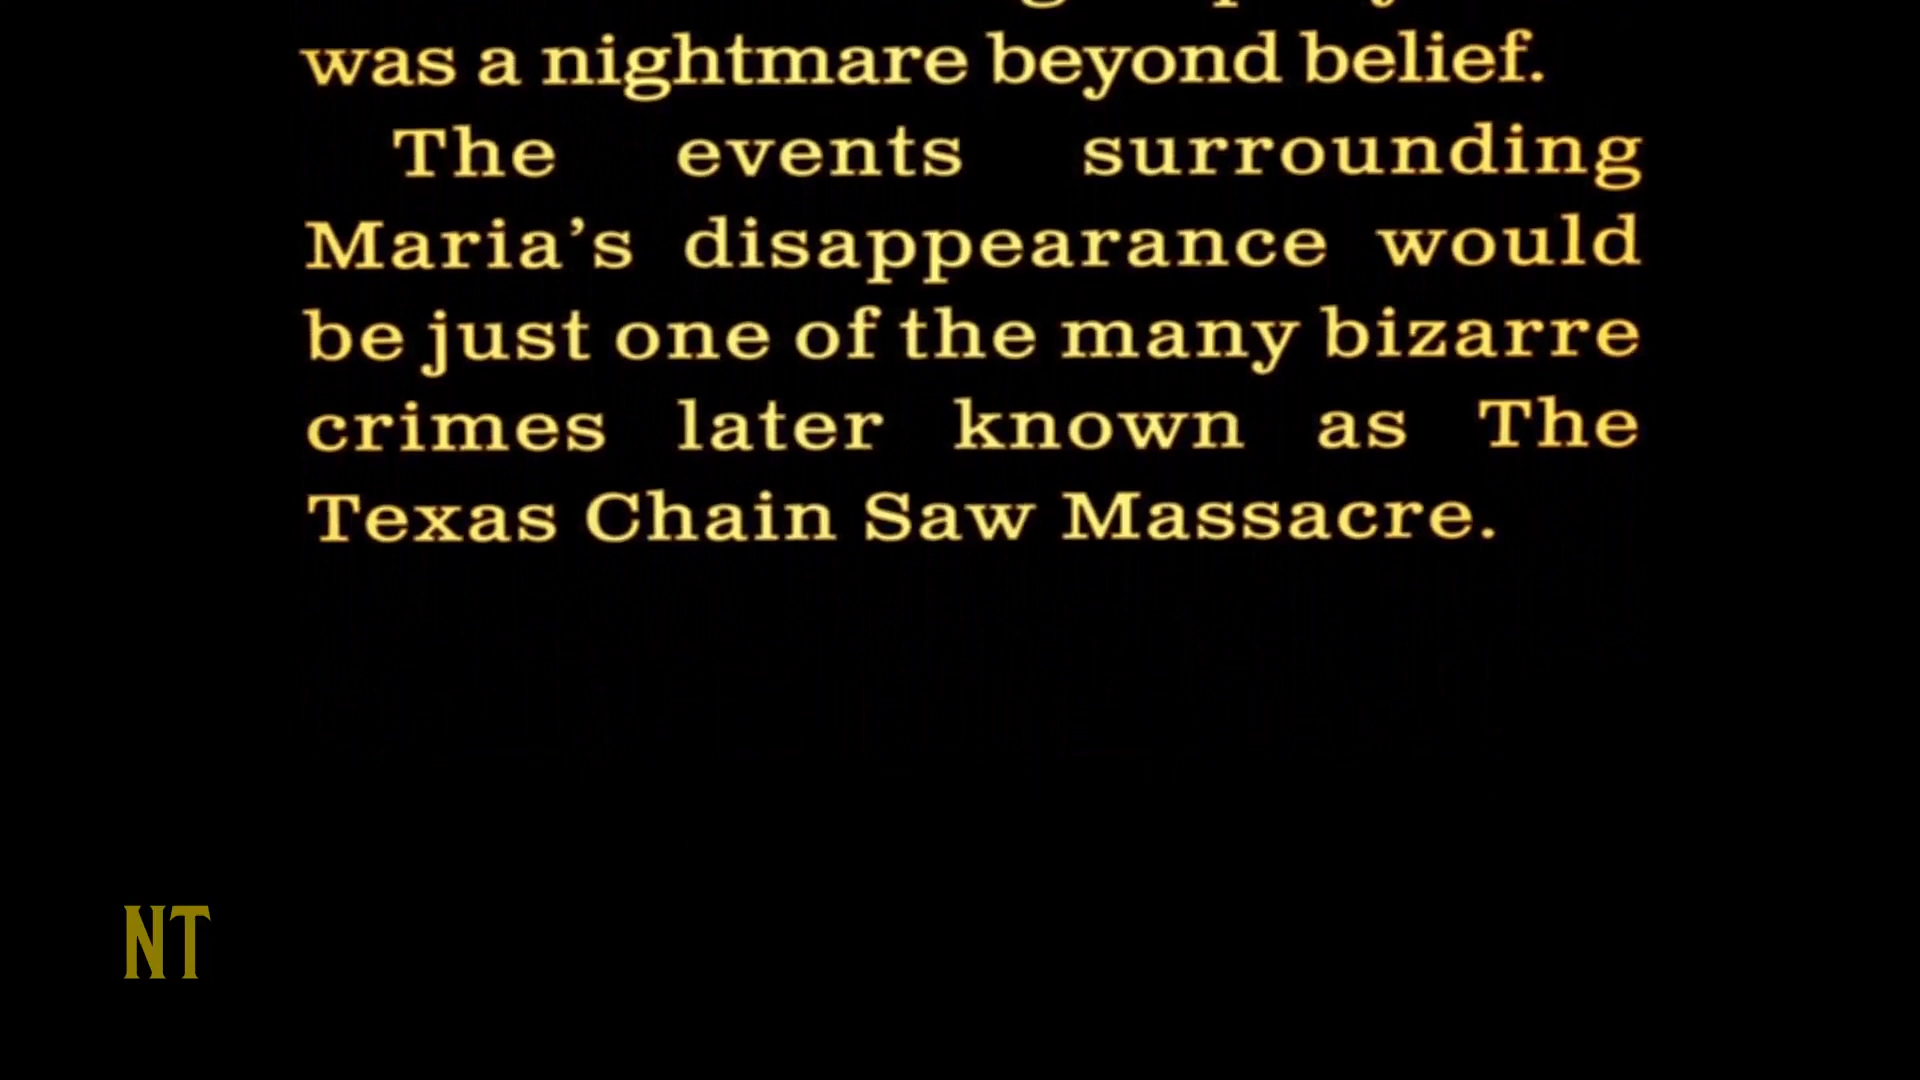 was a nightmare beyond belief.
The events surrounding
Maria’s disappearance would
be just one of the many bizarre
crimes later known as The
Texas Chain Saw Massacre.
NT